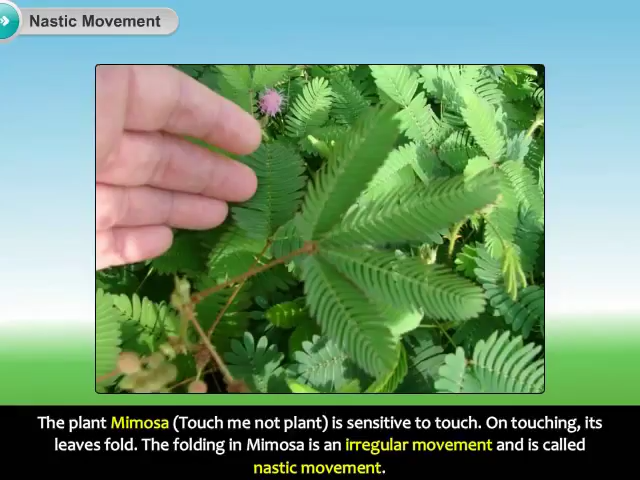 Nastic Movement
The plant Mimosa (Touch me not plant) is sensitive to touch. On touching, its
leaves fold. The folding in Mimosa is an irregular movement and is called
nastic movement.